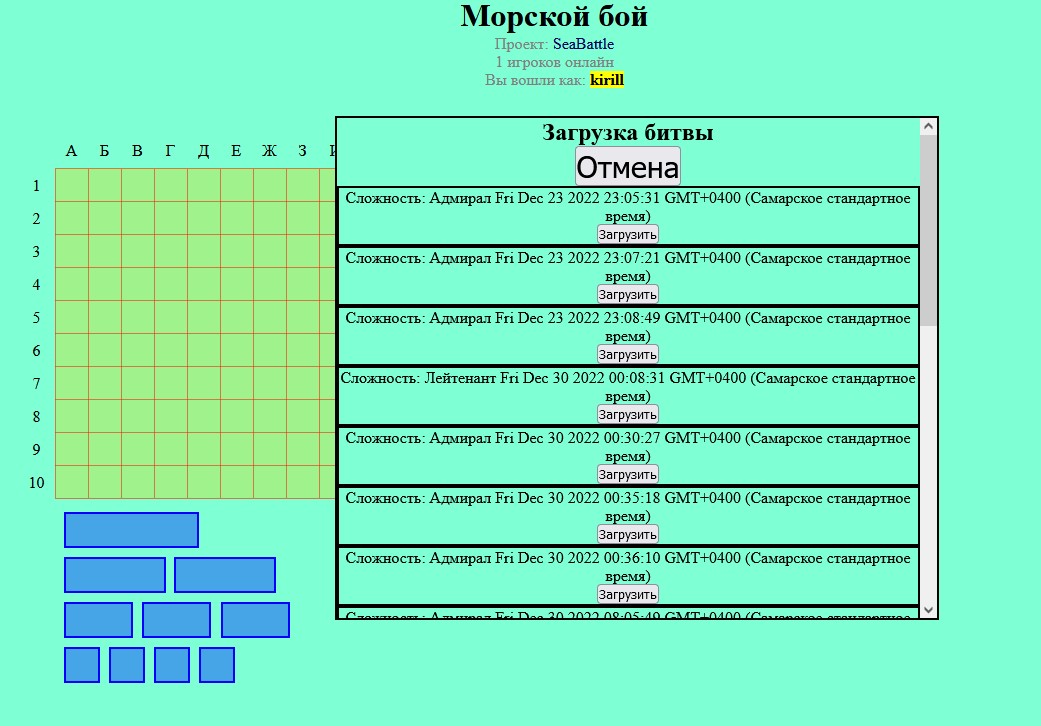 Морской бой
Проект: SeaBattle
1 игроков онлайн
Вы вошли как: kirill
А Б В Г Д Е Ж З И
1
2
3
4
5
6
7
8
9
10
Загрузка битвы
Отмена
Сложность: Адмирал Fri Dec 23 2022 23:05:31 GMT+0400 (Самарское стандартное
время)
Загрузить
Сложность: Адмирал Fri Dec 23 2022 23:07:21 GMT+0400 (Самарское стандартное
время)
Загрузить
Сложность: Адмирал Fri Dec 23 2022 23:08:49 GMT+0400 (Самарское стандартное
время)
Загрузить
Сложность: Лейтенант Fri Dec 30 2022 00:08:31 GMT+0400 (Самарское стандартное
время)
Загрузить
Сложность: Адмирал Fri Dec 30 2022 00:30:27 GMT+0400 (Самарское стандартное
время)
Загрузить
Сложность: Адмирал Fri Dec 30 2022 00:35:18 GMT+0400 (Самарское стандартное
время)
Загрузить
Сложность: Адмирал Fri Dec 30 2022 00:36:10 GMT+0400 (Самарское стандартное
время)
Загрузить
Сложность: Адмирал Fri Dec 30 2022 08:05:49 GMT+0400 (Самарское стандартное